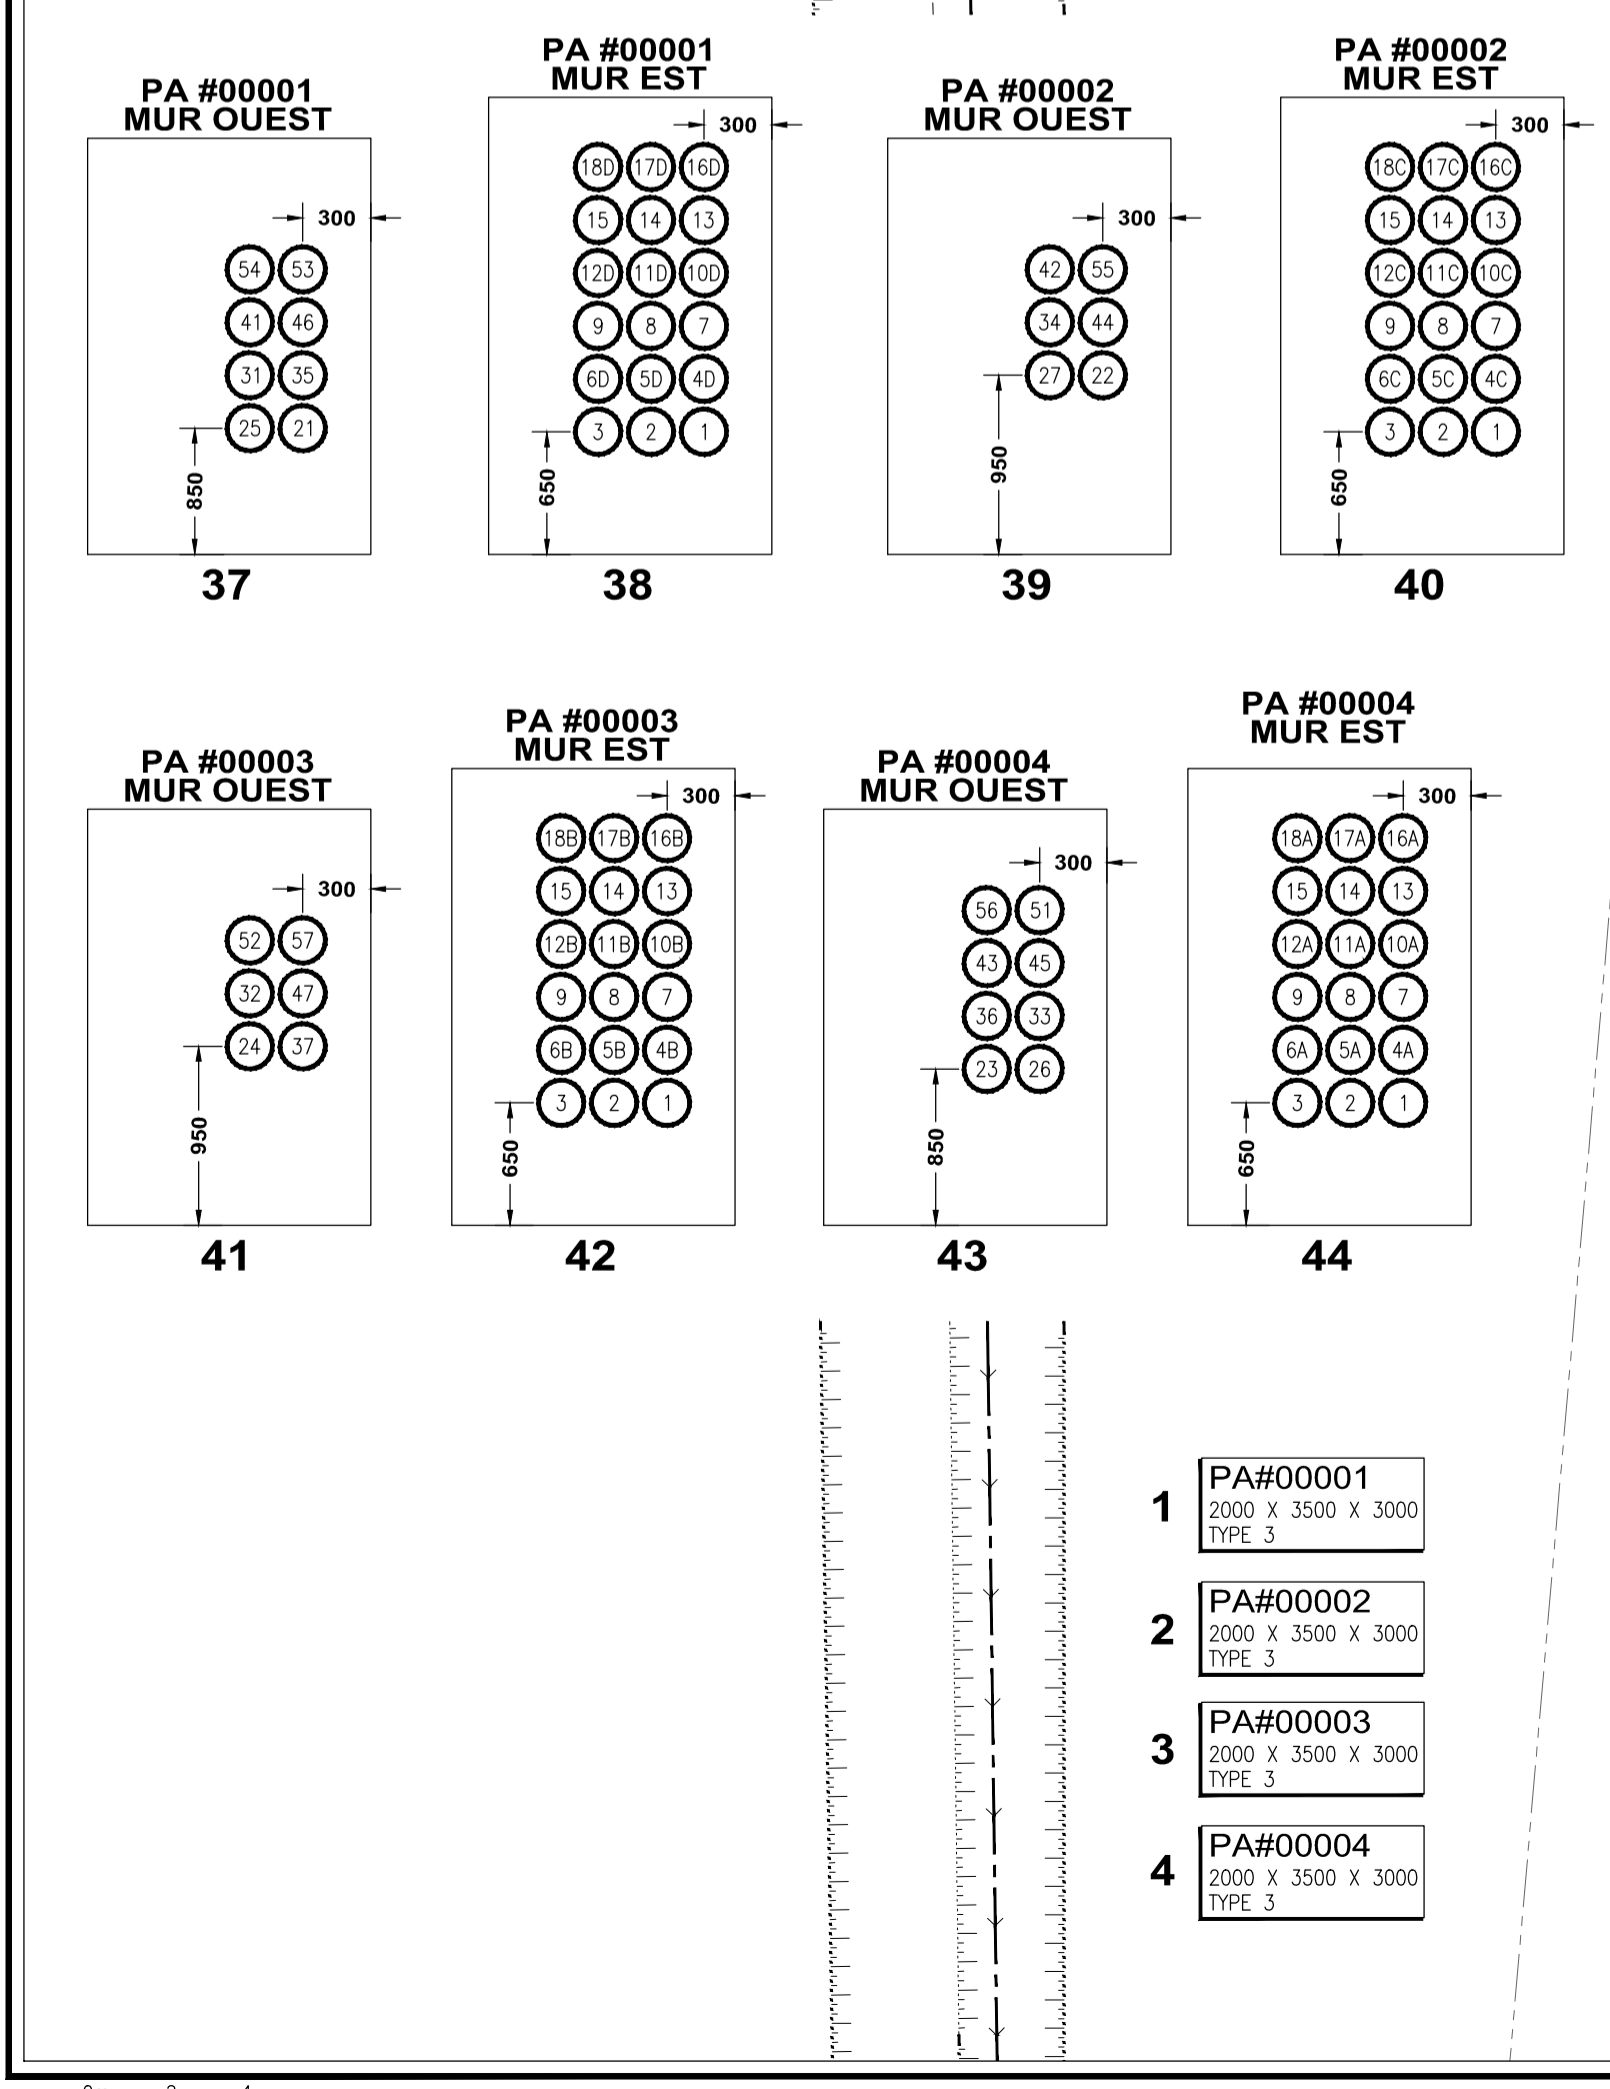 PA #00001
MUR OUEST
300
54 53
41 46
31 35
25 21
850
37
PA #00001
MUR EST
300
18D 17D 16D
15 14 13
12D 11D 10D
9 8 7
6D 5D 4D
3 2 1
650
38
PA #00002
MUR OUEST
300
42 55
34 44
27 22
950
39
PA #00002
MUR EST
300
18C 17C 16C
15 14 13
12C 11C 10C
9 8 7
6C 5C 4C
3 2 1
650
40
PA #00003
MUR OUEST
300
52 57
32 47
24 37
950
41
PA #00003
MUR EST
300
18B 17B 16B
15 14 13
12B 11B 10B
9 8 7
6B 5B 4B
3 2 1
650
42
PA #00004
MUR OUEST
300
56 51
43 45
36 33
23 26
850
43
PA #00004
MUR EST
300
18A 17A 16A
15 14 13
12A 11A 10A
9 8 7
6A 5A 4A
3 2 1
650
44
1
PA#00001
2000 X 3500 X 3000
TYPE 3
2
PA#00002
2000 X 3500 X 3000
TYPE 3
3
PA#00003
2000 X 3500 X 3000
TYPE 3
4
PA#00004
2000 X 3500 X 3000
TYPE 3